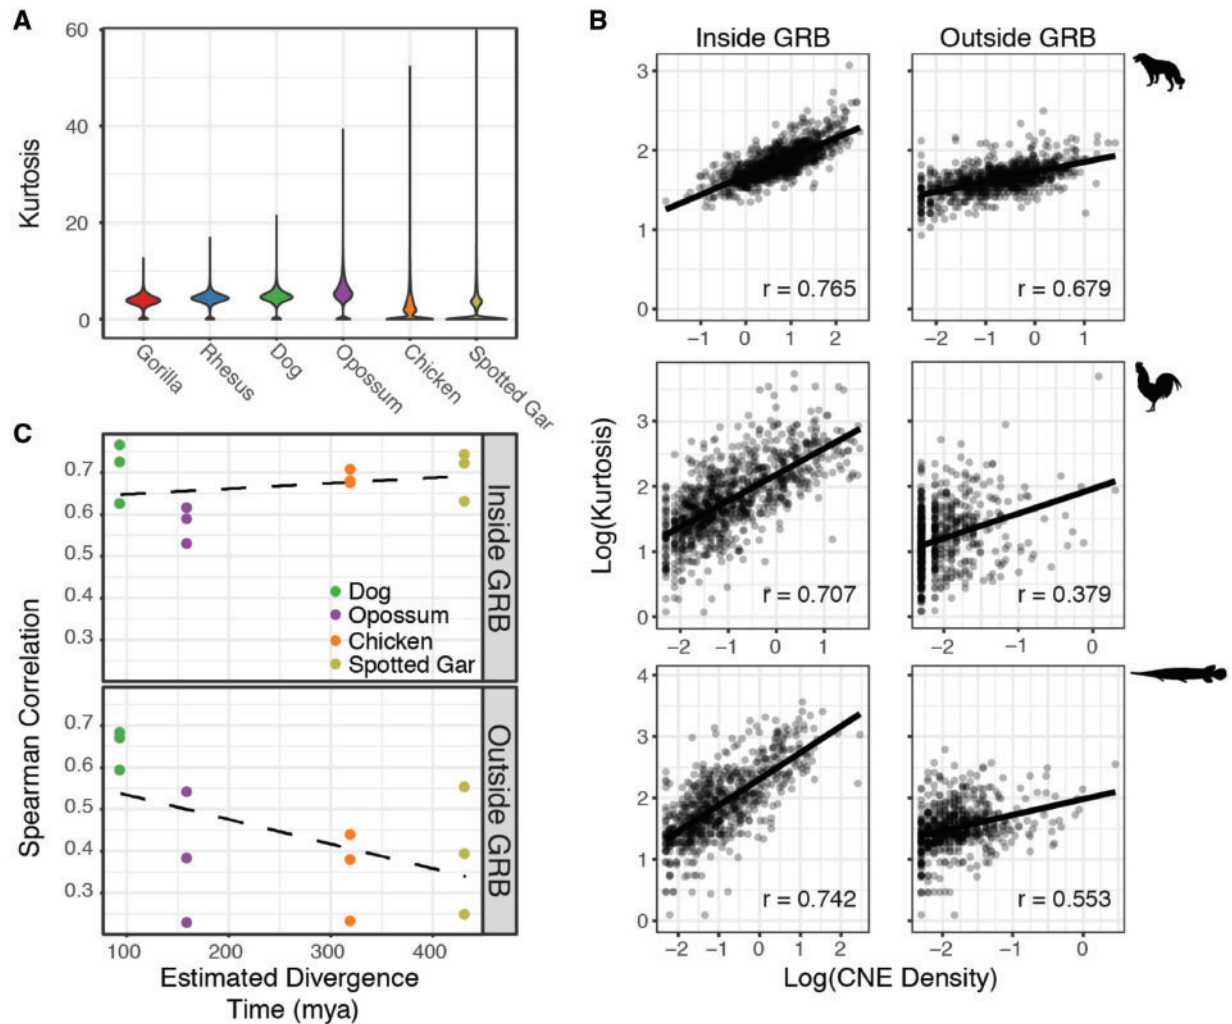 A
60
40
20
0
Kurtosis
Gorilla
Rhesus
Dog
Opossum
Chicken
Spotted Gar
B
Inside GRB
Outside GRB
3
2
1
0
r = 0.765
r = 0.679
−1
0
1
2
−2
−1
0
1
Log(Kurtosis)
3
2
1
0
r = 0.707
r = 0.379
−2
−1
0
1
−2
−1
0
4
3
2
1
0
r = 0.742
r = 0.553
−2
−1
0
1
2
−2
−1
0
Log(CNE Density)
C
Spearman Correlation
0.7
0.6
0.5
0.4
0.3
Inside GRB
Dog
Opossum
Chicken
Spotted Gar
0.7
0.6
0.5
0.4
0.3
Outside GRB
100
200
300
400
Estimated Divergence
Time (mya)